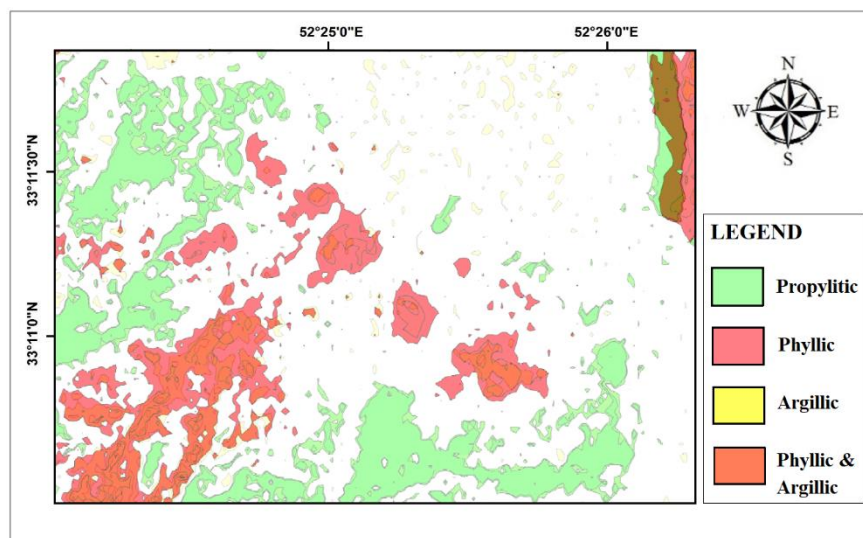 52°25'0"E
52°26'0"E
N
W
E
S
33°11'30"N
33°11'0"N
LEGEND
Propylitic
Phyllic
Argillic
Phyllic &
Argillic